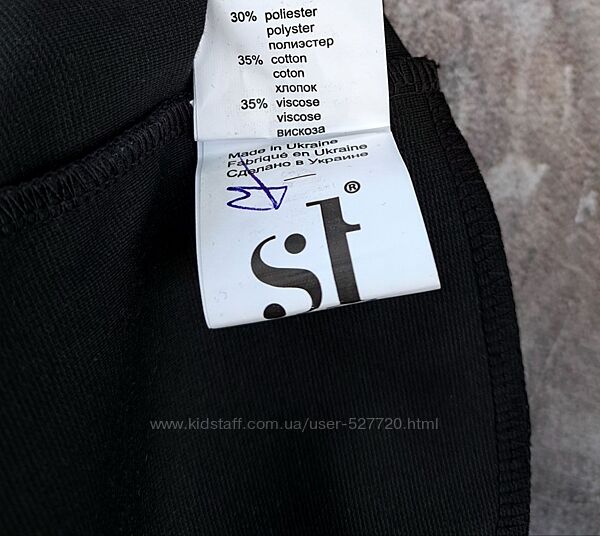 30% poliester
polyster
полиэстер
35% cotton
coton
хлопок
35% viscose
viscose
вискоза
Made in Ukraine
Fabriqué en Ukraine
Сделано в Украине
st®
www.kidstaff.com.ua/user-527720.html